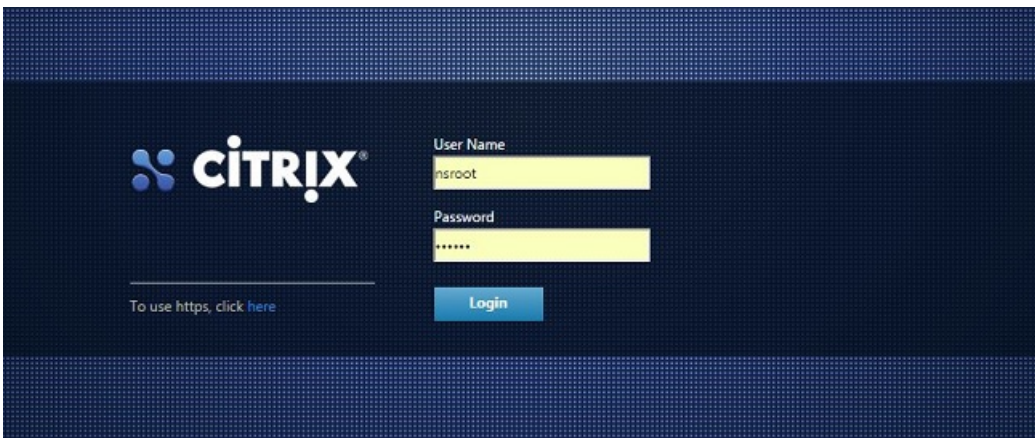 CITRIX®
User Name
nsroot
Password
••••••
Login
To use https, click here